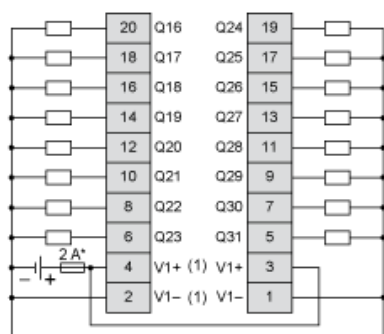 20 Q16 Q24 19
18 Q17 Q25 17
16 Q18 Q26 15
14 Q19 Q27 13
12 Q20 Q28 11
10 Q21 Q29 9
8 Q22 Q30 7
6 Q23 Q31 5
2 A*
− + 4 V1+ (1) V1+ 3
2 V1− (1) V1− 1